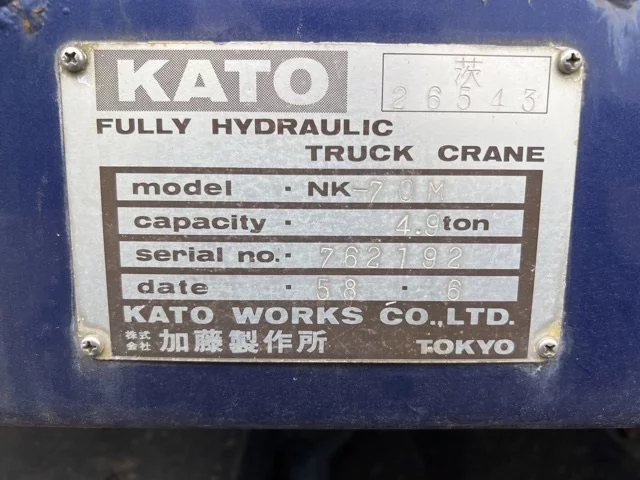 KATO
茨
26543
FULLY HYDRAULIC
TRUCK CRANE
model · NK-70M
capacity · 4.9ton
serial no. · 762192
date · 58 · 6
KATO WORKS CO.,LTD.
株式会社 加藤製作所 TOKYO